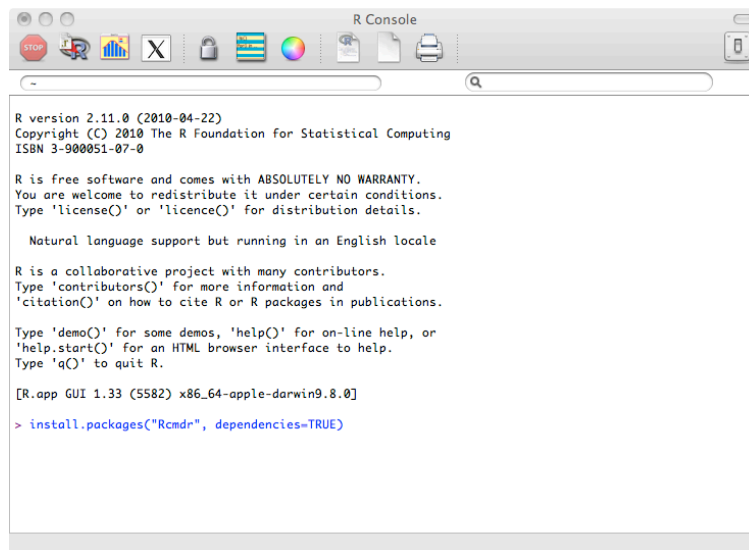 R Console
STOP
R
X
R
~
R version 2.11.0 (2010-04-22)
Copyright (C) 2010 The R Foundation for Statistical Computing
ISBN 3-900051-07-0
R is free software and comes with ABSOLUTELY NO WARRANTY.
You are welcome to redistribute it under certain conditions.
Type 'license()' or 'licence()' for distribution details.
Natural language support but running in an English locale
R is a collaborative project with many contributors.
Type 'contributors()' for more information and
'citation()' on how to cite R or R packages in publications.
Type 'demo()' for some demos, 'help()' for on-line help, or
'help.start()' for an HTML browser interface to help.
Type 'q()' to quit R.
[R.app GUI 1.33 (5582) x86_64-apple-darwin9.8.0]
> install.packages("Rcmdr", dependencies=TRUE)